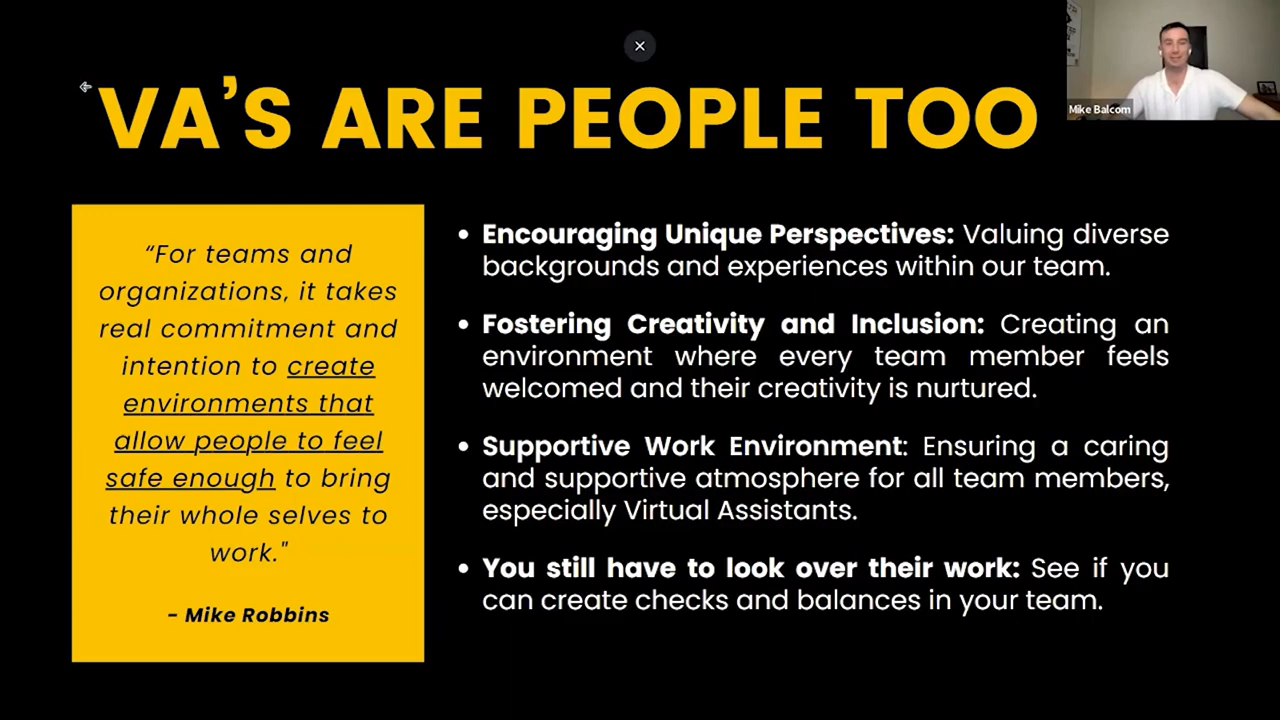 VA’S ARE PEOPLE TOO
Mike Balcom
“For teams and
organizations, it takes
real commitment and
intention to create
environments that
allow people to feel
safe enough to bring
their whole selves to
work."
- Mike Robbins
• Encouraging Unique Perspectives: Valuing diverse
backgrounds and experiences within our team.
• Fostering Creativity and Inclusion: Creating an
environment where every team member feels
welcomed and their creativity is nurtured.
• Supportive Work Environment: Ensuring a caring
and supportive atmosphere for all team members,
especially Virtual Assistants.
• You still have to look over their work: See if you
can create checks and balances in your team.